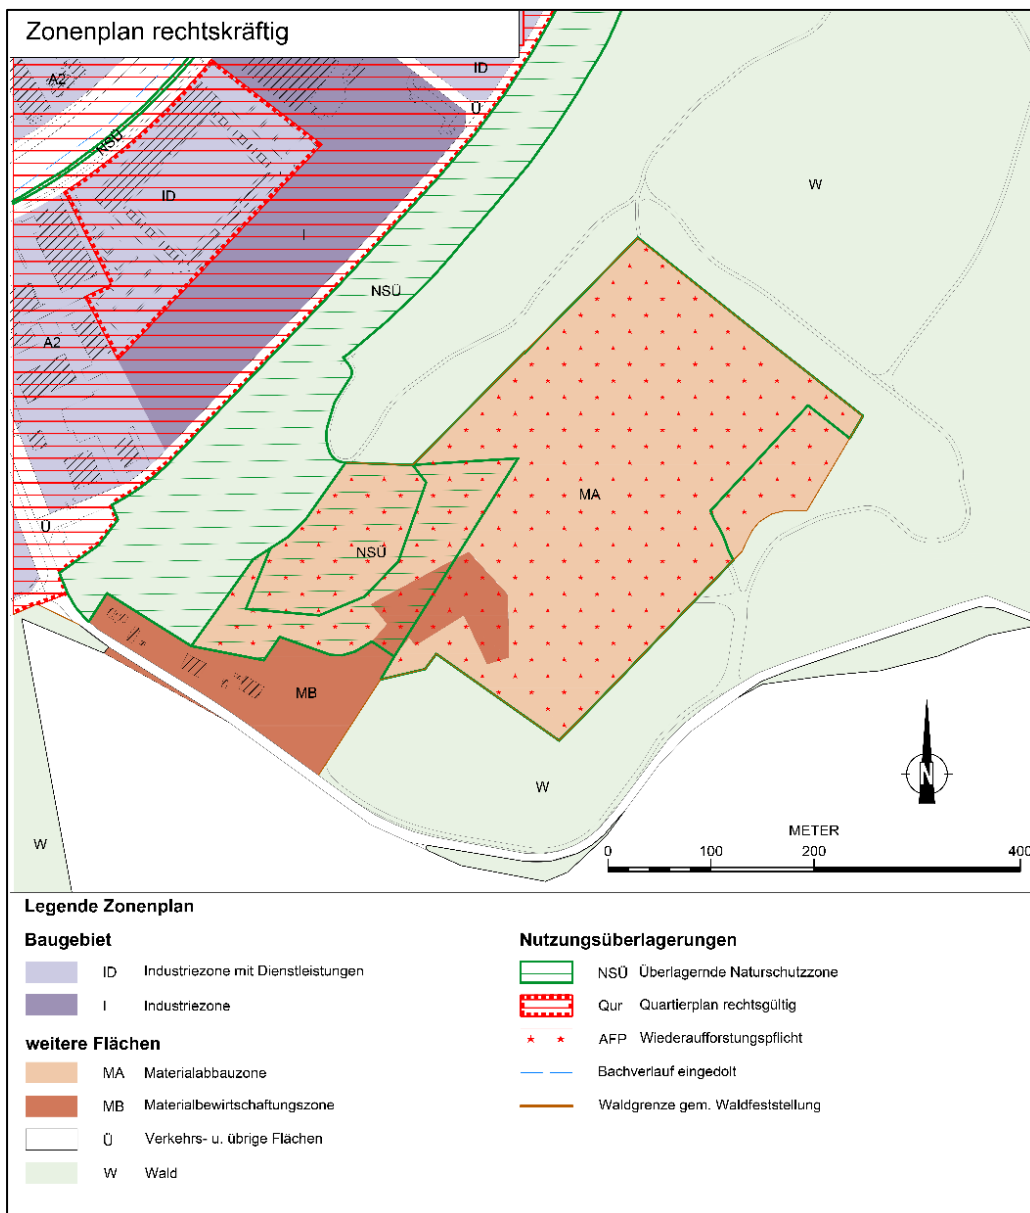 Zonenplan rechtskräftig
A2
ID
Ü
NSÜ
W
ID
I
NSÜ
A2
MA
Ü
NSÜ
MB
W
N
W
METER
0 100 200 400
Legende Zonenplan
Baugebiet
ID Industriezone mit Dienstleistungen
I Industriezone
weitere Flächen
MA Materialabbauzone
MB Materialbewirtschaftungszone
Ü Verkehrs- u. übrige Flächen
W Wald
Nutzungsüberlagerungen
NSÜ Überlagernde Naturschutzzone
Qur Quartierplan rechtsgültig
AFP Wiederaufforstungspflicht
Bachverlauf eingedolt
Waldgrenze gem. Waldfeststellung